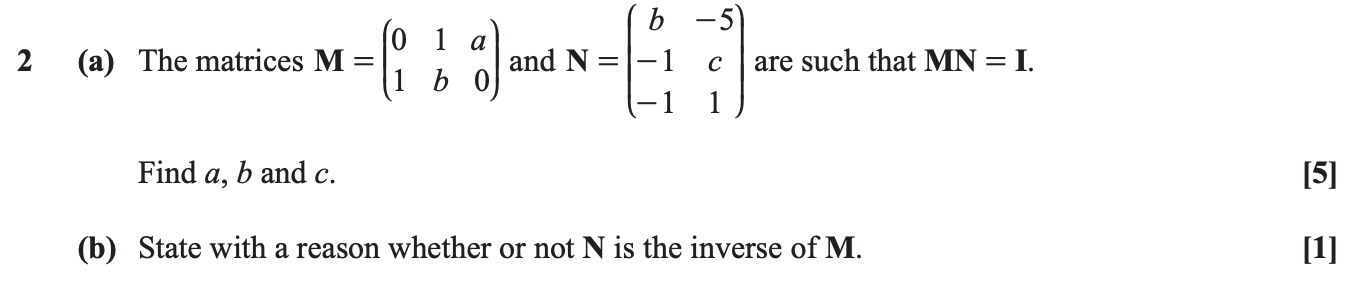 2 (a) The matrices M = (0 1 a
1 b 0) and N = (b −5
−1 c
−1 1) are such that MN = I.
Find a, b and c. [5]
(b) State with a reason whether or not N is the inverse of M. [1]